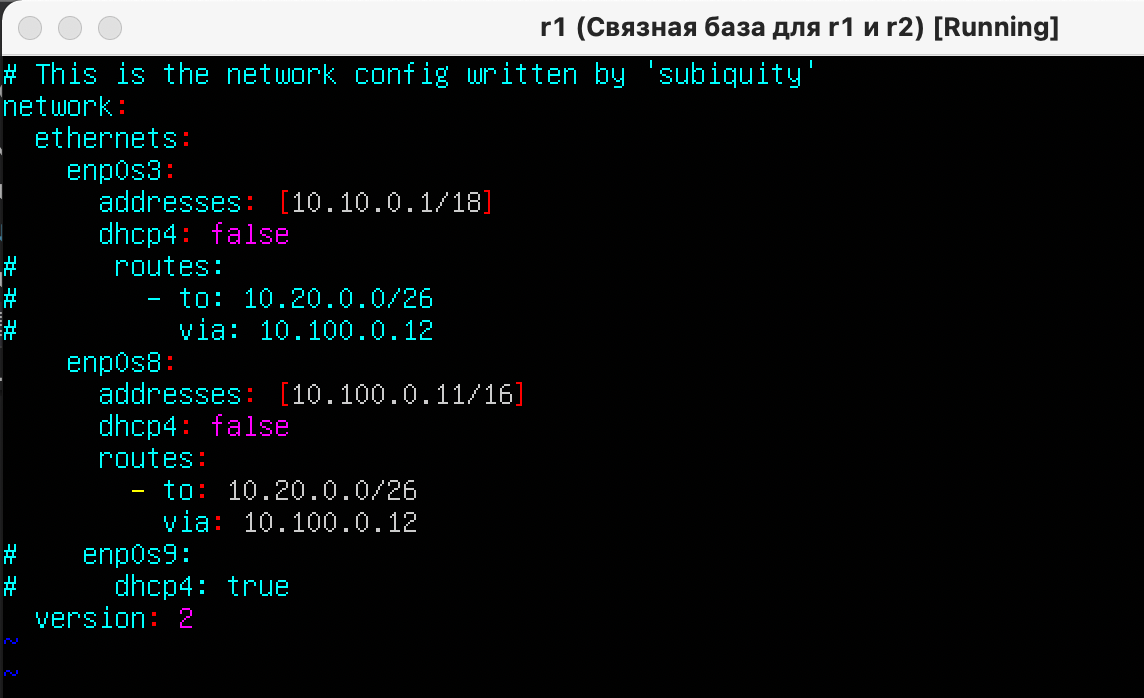 r1 (Связная база для r1 и r2) [Running]
# This is the network config written by 'subiquity'
network:
  ethernets:
    enp0s3:
      addresses: [10.10.0.1/18]
      dhcp4: false
#      routes:
#        - to: 10.20.0.0/26
#          via: 10.100.0.12
    enp0s8:
      addresses: [10.100.0.11/16]
      dhcp4: false
      routes:
        - to: 10.20.0.0/26
          via: 10.100.0.12
#    enp0s9:
#      dhcp4: true
  version: 2
~
~